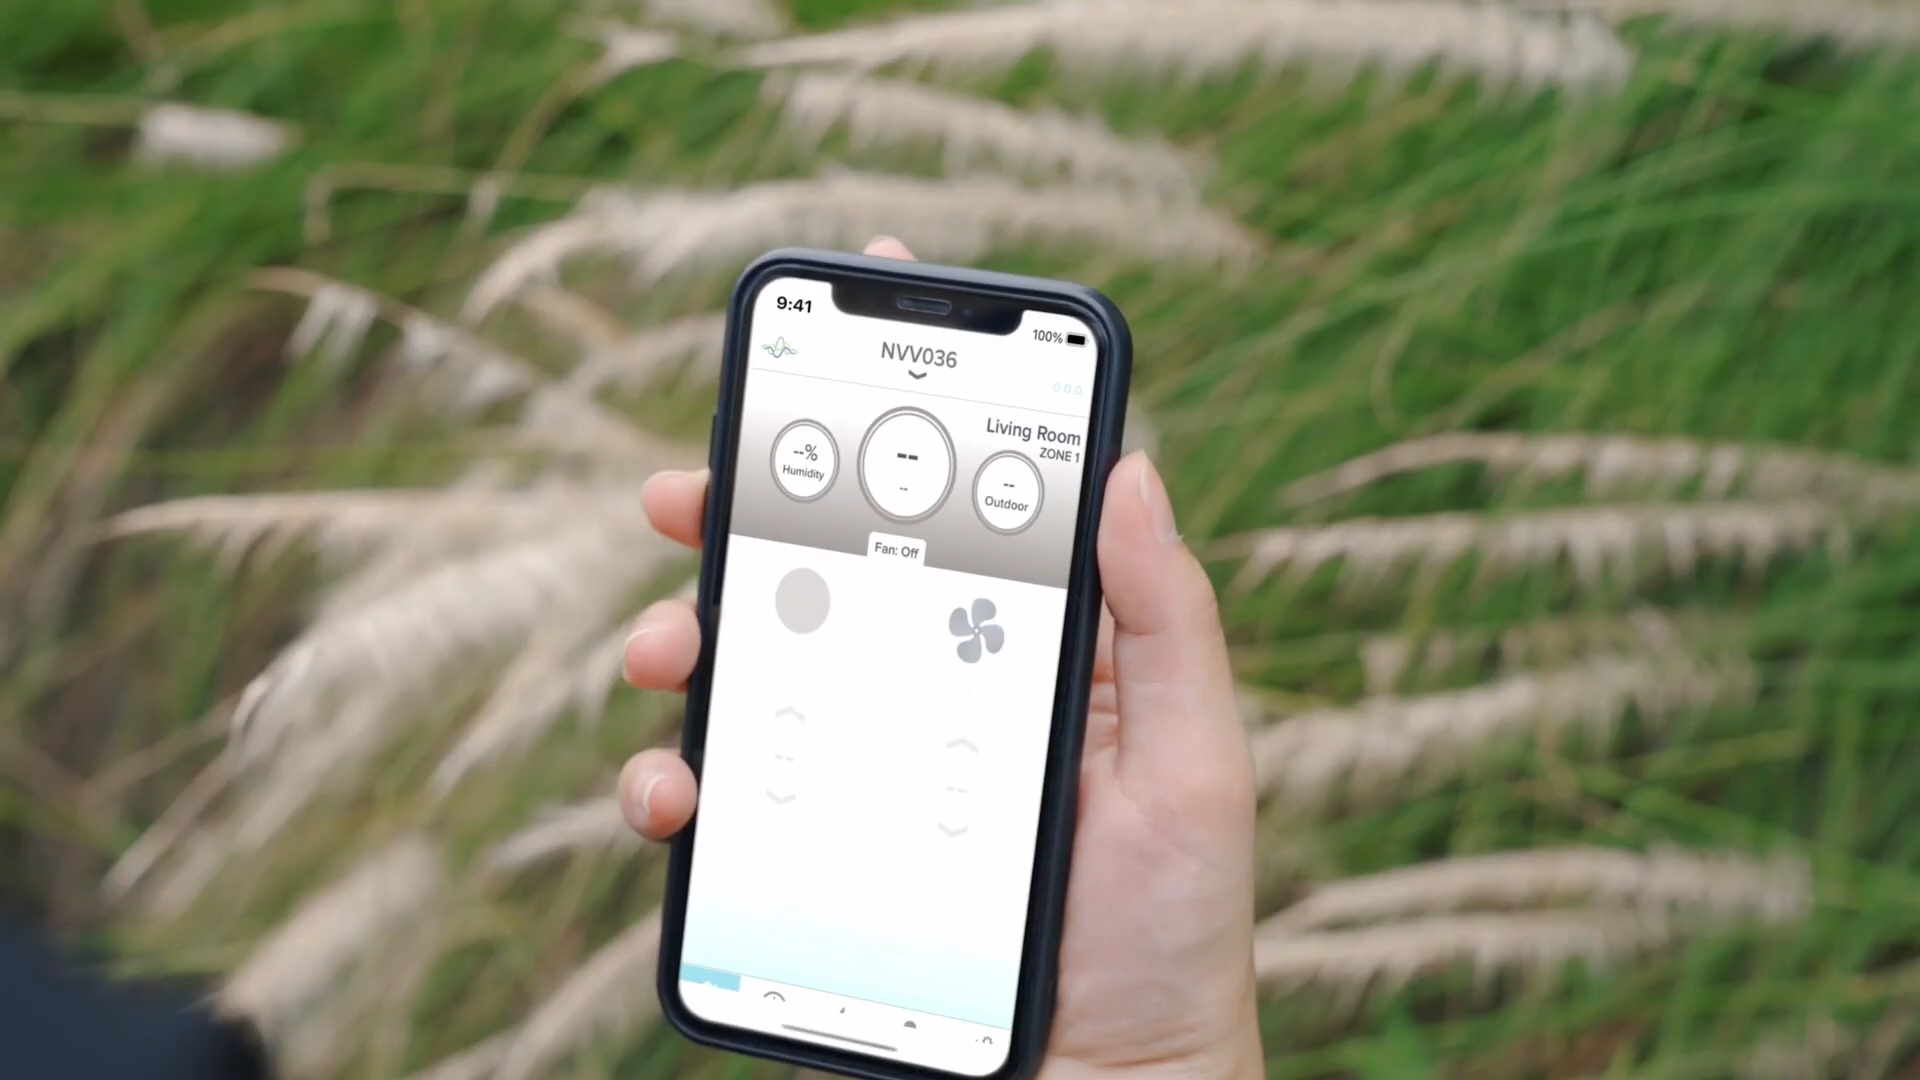 9:41
100%
NVV036
Living Room
ZONE 1
--%
Humidity
--
--
--
Outdoor
Fan: Off
--
--